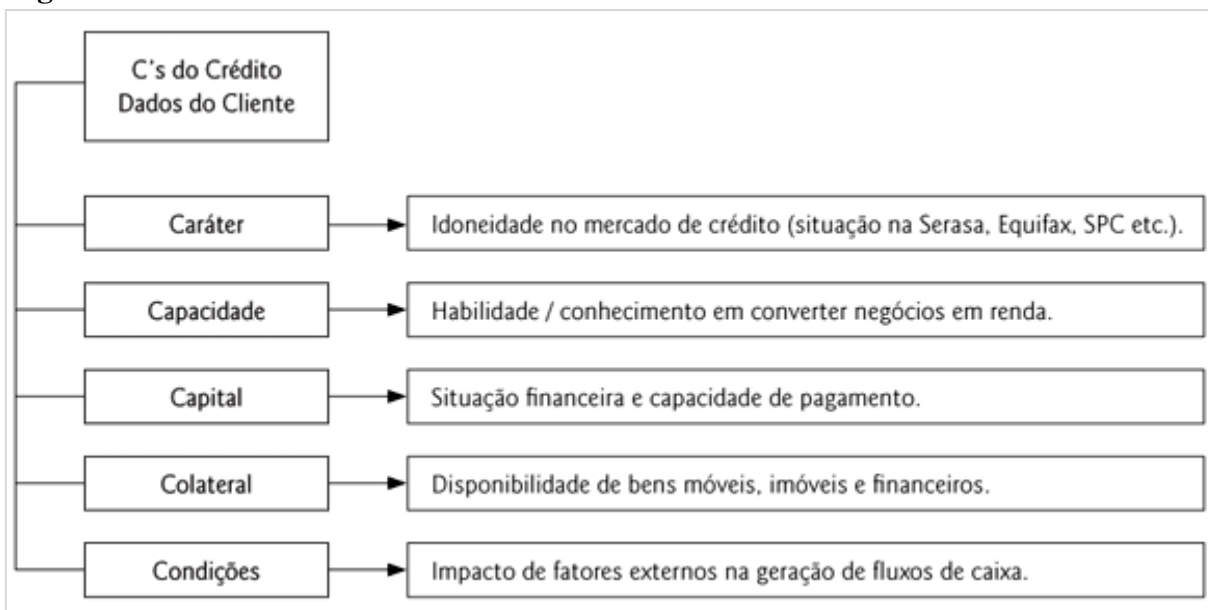 C's do Crédito
Dados do Cliente
Caráter
Idoneidade no mercado de crédito (situação na Serasa, Equifax, SPC etc.).
Capacidade
Habilidade / conhecimento em converter negócios em renda.
Capital
Situação financeira e capacidade de pagamento.
Colateral
Disponibilidade de bens móveis, imóveis e financeiros.
Condições
Impacto de fatores externos na geração de fluxos de caixa.